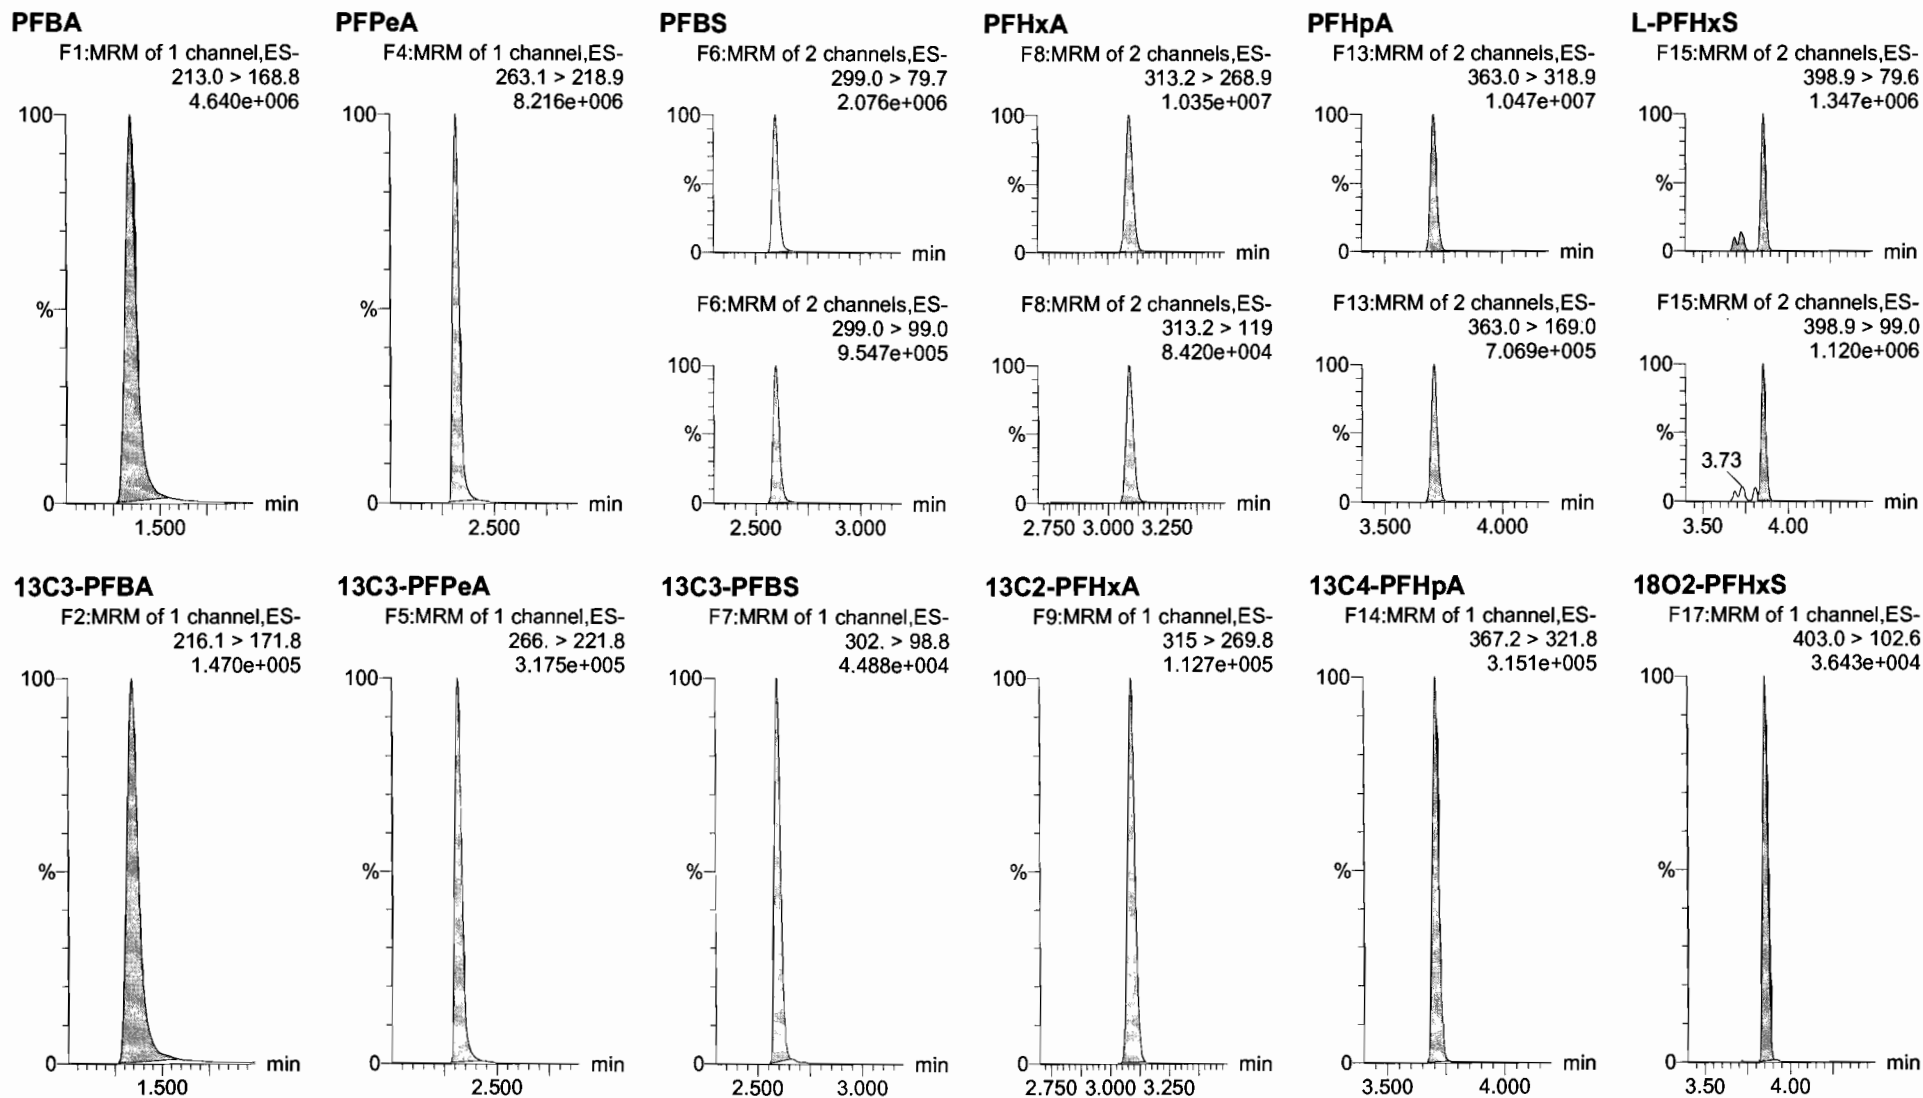 PFBA
F1:MRM of 1 channel,ES-
213.0 > 168.8
4.640e+006
100
%
0
min
1.500
PFPeA
F4:MRM of 1 channel,ES-
263.1 > 218.9
8.216e+006
100
%
0
min
2.500
PFBS
F6:MRM of 2 channels,ES-
299.0 > 79.7
2.076e+006
100
%
0
min
F6:MRM of 2 channels,ES-
299.0 > 99.0
9.547e+005
100
%
0
min
2.500 3.000
PFHxA
F8:MRM of 2 channels,ES-
313.2 > 268.9
1.035e+007
100
%
0
min
F8:MRM of 2 channels,ES-
313.2 > 119
8.420e+004
100
%
0
min
2.750 3.000 3.250
PFHpA
F13:MRM of 2 channels,ES-
363.0 > 318.9
1.047e+007
100
%
0
min
F13:MRM of 2 channels,ES-
363.0 > 169.0
7.069e+005
100
%
0
min
3.500 4.000
L-PFHxS
F15:MRM of 2 channels,ES-
398.9 > 79.6
1.347e+006
100
%
0
min
F15:MRM of 2 channels,ES-
398.9 > 99.0
1.120e+006
100
%
3.73
0
min
3.50 4.00
13C3-PFBA
F2:MRM of 1 channel,ES-
216.1 > 171.8
1.470e+005
100
%
0
min
1.500
13C3-PFPeA
F5:MRM of 1 channel,ES-
266. > 221.8
3.175e+005
100
%
0
min
2.500
13C3-PFBS
F7:MRM of 1 channel,ES-
302. > 98.8
4.488e+004
100
%
0
min
2.500 3.000
13C2-PFHxA
F9:MRM of 1 channel,ES-
315 > 269.8
1.127e+005
100
%
0
min
2.750 3.000 3.250
13C4-PFHpA
F14:MRM of 1 channel,ES-
367.2 > 321.8
3.151e+005
100
%
0
min
3.500 4.000
18O2-PFHxS
F17:MRM of 1 channel,ES-
403.0 > 102.6
3.643e+004
100
%
0
min
3.50 4.00